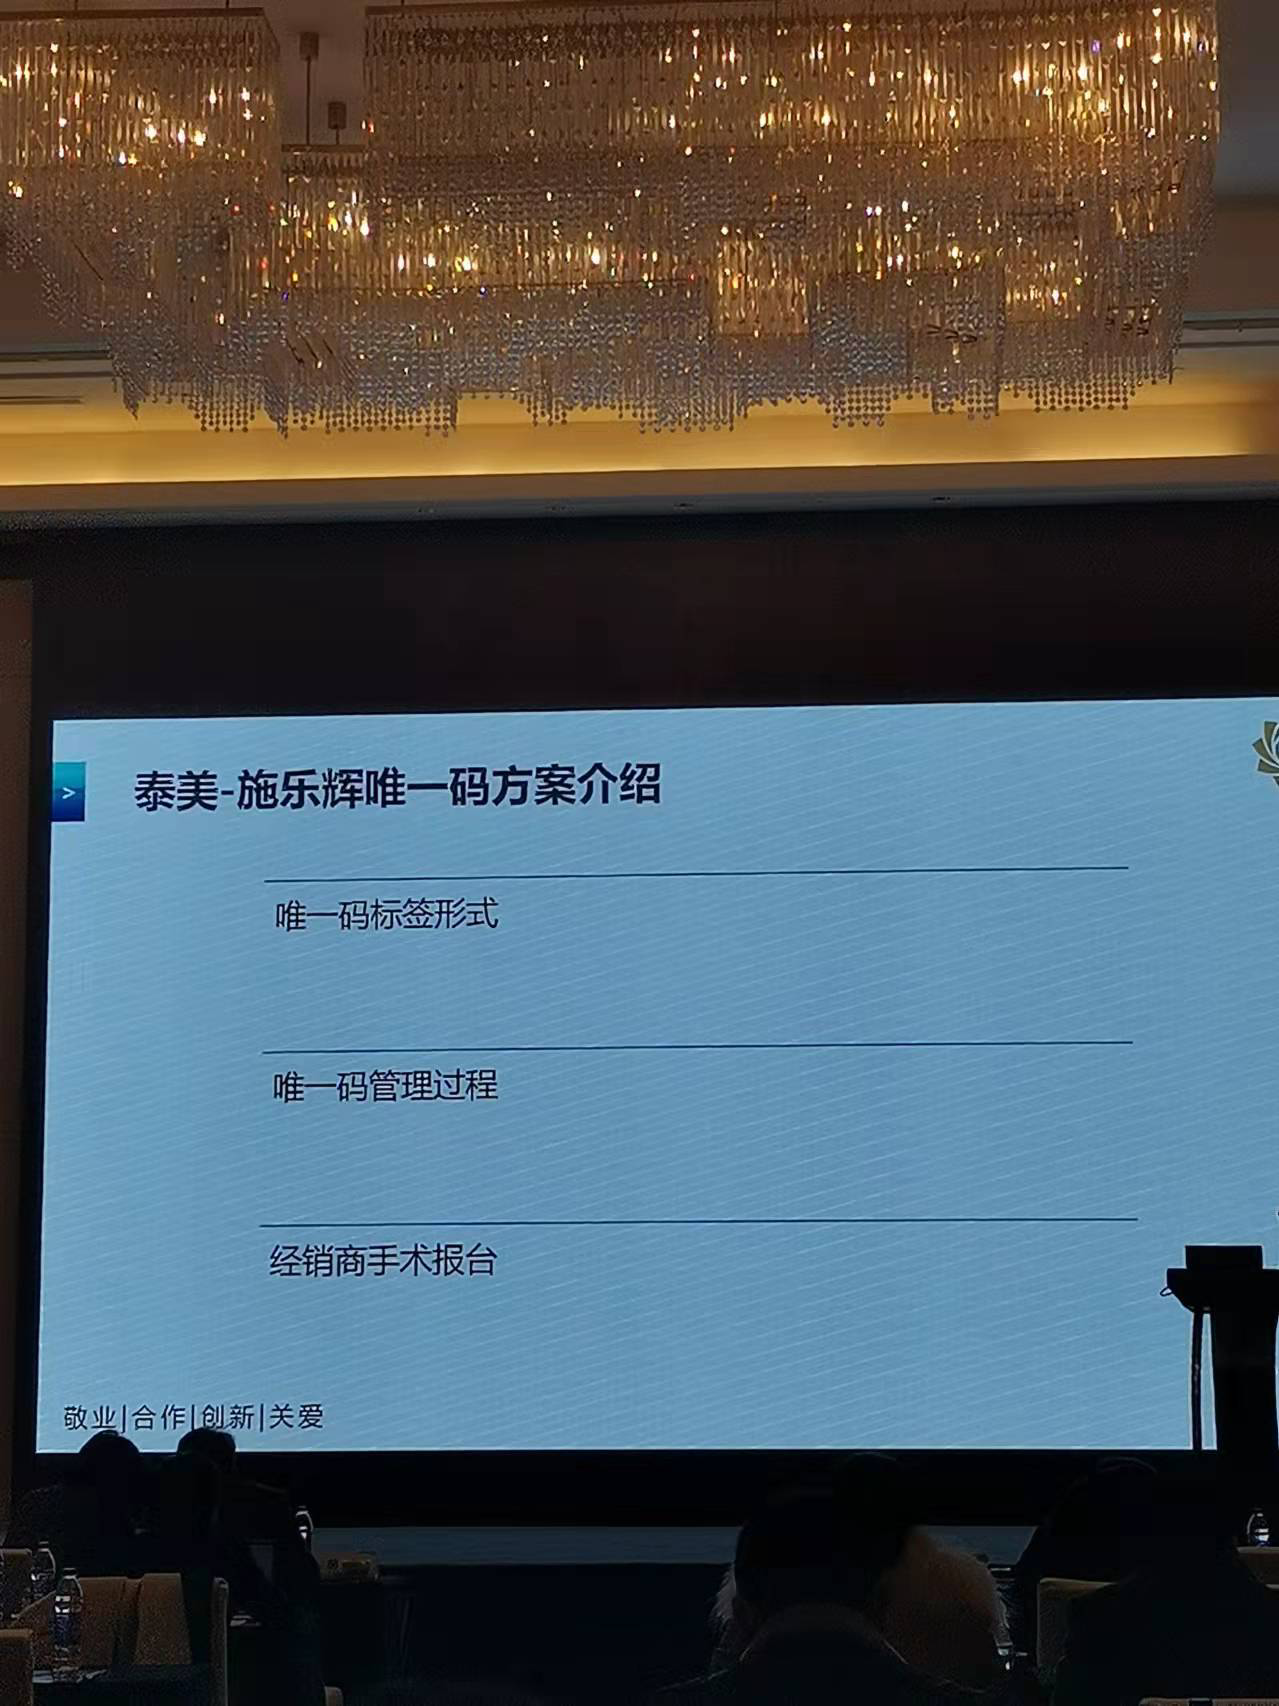 泰美-施乐辉唯一码方案介绍
唯一码标签形式
唯一码管理过程
经销商手术报台
敬业|合作|创新|关爱